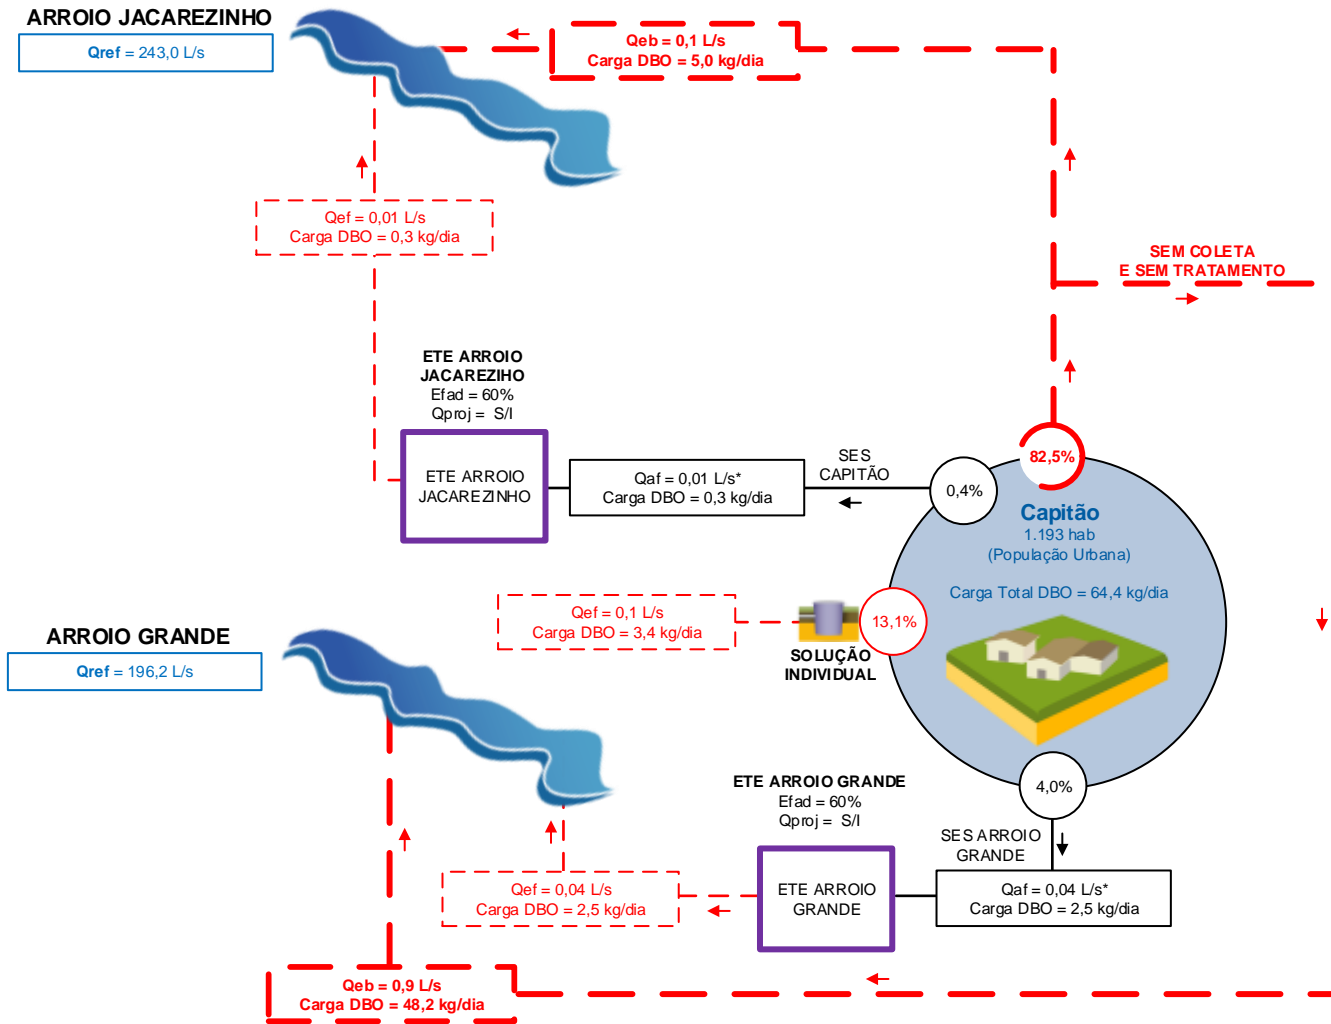 ARROIO JACAREZINHO
Qref = 243,0 L/s
Qeb = 0,1 L/s
Carga DBO = 5,0 kg/dia
Qef = 0,01 L/s
Carga DBO = 0,3 kg/dia
SEM COLETA
E SEM TRATAMENTO
ETE ARROIO
JACAREZIHO
Efad = 60%
Qproj = S/I
ETE ARROIO
JACAREZINHO
Qaf = 0,01 L/s*
Carga DBO = 0,3 kg/dia
SES
CAPITÃO
0,4%
82,5%
Capitão
1.193 hab
(População Urbana)
Carga Total DBO = 64,4 kg/dia
Qef = 0,1 L/s
Carga DBO = 3,4 kg/dia
13,1%
SOLUÇÃO
INDIVIDUAL
ARROIO GRANDE
Qref = 196,2 L/s
ETE ARROIO GRANDE
Efad = 60%
Qproj = S/I
4,0%
SES ARROIO
GRANDE
Qef = 0,04 L/s
Carga DBO = 2,5 kg/dia
ETE ARROIO
GRANDE
Qaf = 0,04 L/s*
Carga DBO = 2,5 kg/dia
Qeb = 0,9 L/s
Carga DBO = 48,2 kg/dia